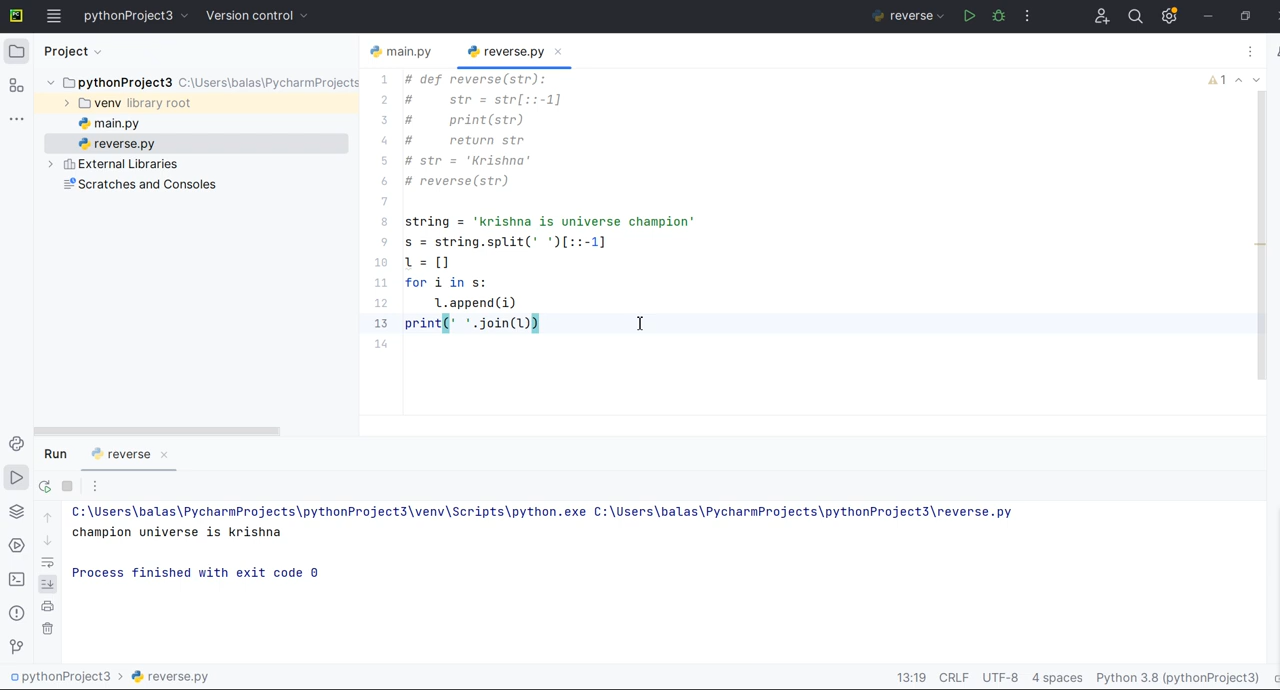 PC pythonProject3 Version control reverse
Project
main.py reverse.py
pythonProject3 C:\Users\balas\PycharmProjects
venv library root
main.py
reverse.py
External Libraries
Scratches and Consoles
1 # def reverse(str):
2 #     str = str[::-1]
3 #     print(str)
4 #     return str
5 # str = 'Krishna'
6 # reverse(str)
7
8 string = 'krishna is universe champion'
9 s = string.split(' ')[::-1]
10 l = []
11 for i in s:
12     l.append(i)
13 print(' '.join(l))
14
1
Run reverse
C:\Users\balas\PycharmProjects\pythonProject3\venv\Scripts\python.exe C:\Users\balas\PycharmProjects\pythonProject3\reverse.py
champion universe is krishna
Process finished with exit code 0
pythonProject3 > reverse.py 13:19 CRLF UTF-8 4 spaces Python 3.8 (pythonProject3)